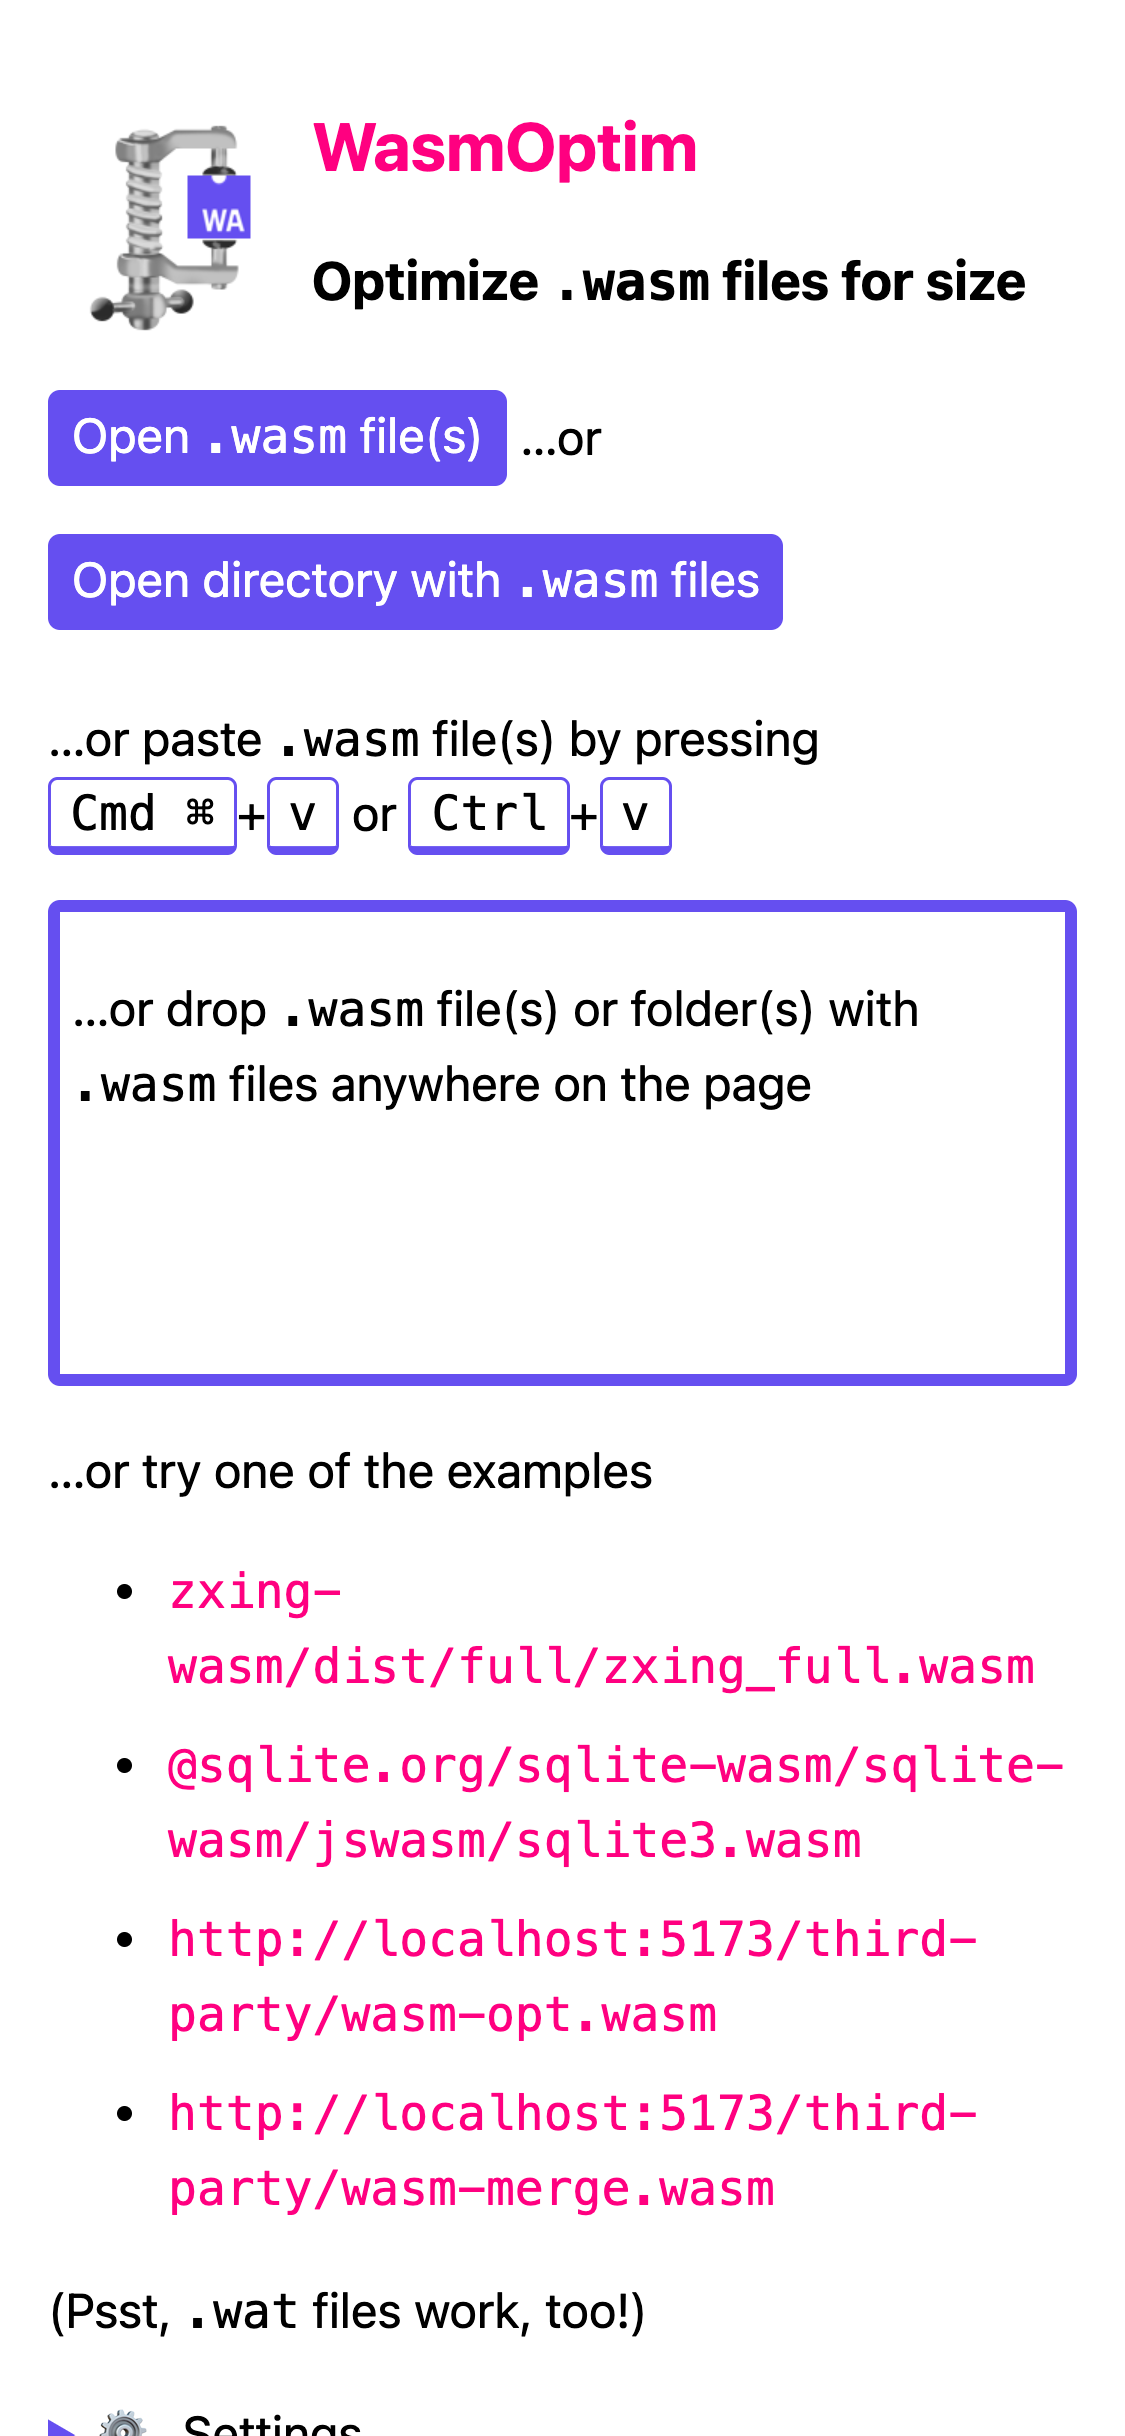 WasmOptim
WA
Optimize .wasm files for size
Open .wasm file(s) ...or
Open directory with .wasm files
...or paste .wasm file(s) by pressing
Cmd ⌘+v or Ctrl+v
...or drop .wasm file(s) or folder(s) with
.wasm files anywhere on the page
...or try one of the examples
• zxing-
wasm/dist/full/zxing_full.wasm
• @sqlite.org/sqlite-wasm/sqlite-
wasm/jswasm/sqlite3.wasm
• http://localhost:5173/third-
party/wasm-opt.wasm
• http://localhost:5173/third-
party/wasm-merge.wasm
(Psst, .wat files work, too!)
Settings